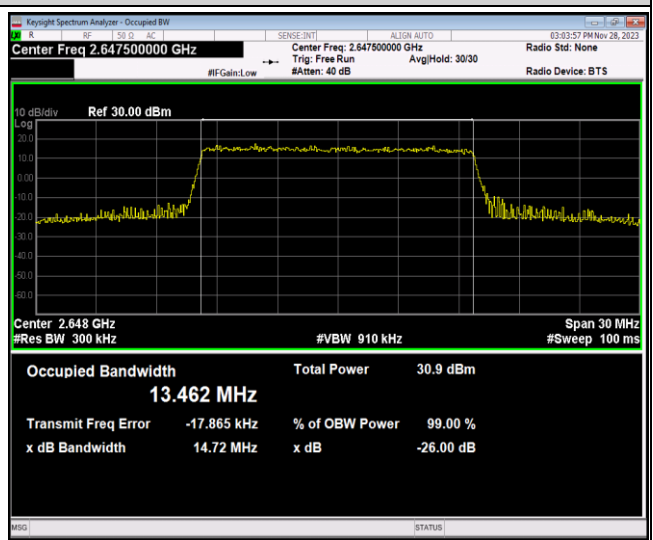 Keysight Spectrum Analyzer - Occupied BW
R RF 50 Ω AC SENSE:INT ALIGN AUTO 03:03:57 PM Nov 28, 2023
Center Freq 2.647500000 GHz Center Freq: 2.647500000 GHz Radio Std: None
Trig: Free Run Avg|Hold: 30/30
#IFGain:Low #Atten: 40 dB Radio Device: BTS
10 dB/div Ref 30.00 dBm
Log
20.0
10.0
0.00
-10.0
-20.0
-30.0
-40.0
-50.0
-60.0
Center 2.648 GHz Span 30 MHz
#Res BW 300 kHz #VBW 910 kHz #Sweep 100 ms
Occupied Bandwidth Total Power 30.9 dBm
13.462 MHz
Transmit Freq Error -17.865 kHz % of OBW Power 99.00 %
x dB Bandwidth 14.72 MHz x dB -26.00 dB
MSG STATUS